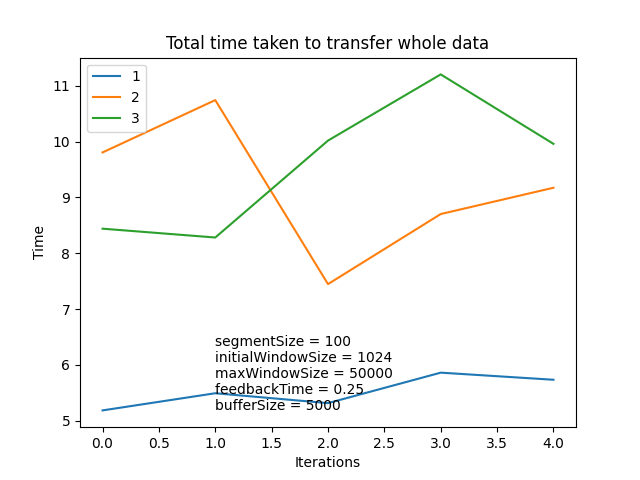 Total time taken to transfer whole data
1
2
3
11
10
9
8
7
6
5
Time
segmentSize = 100
initialWindowSize = 1024
maxWindowSize = 50000
feedbackTime = 0.25
bufferSize = 5000
0.0 0.5 1.0 1.5 2.0 2.5 3.0 3.5 4.0
Iterations